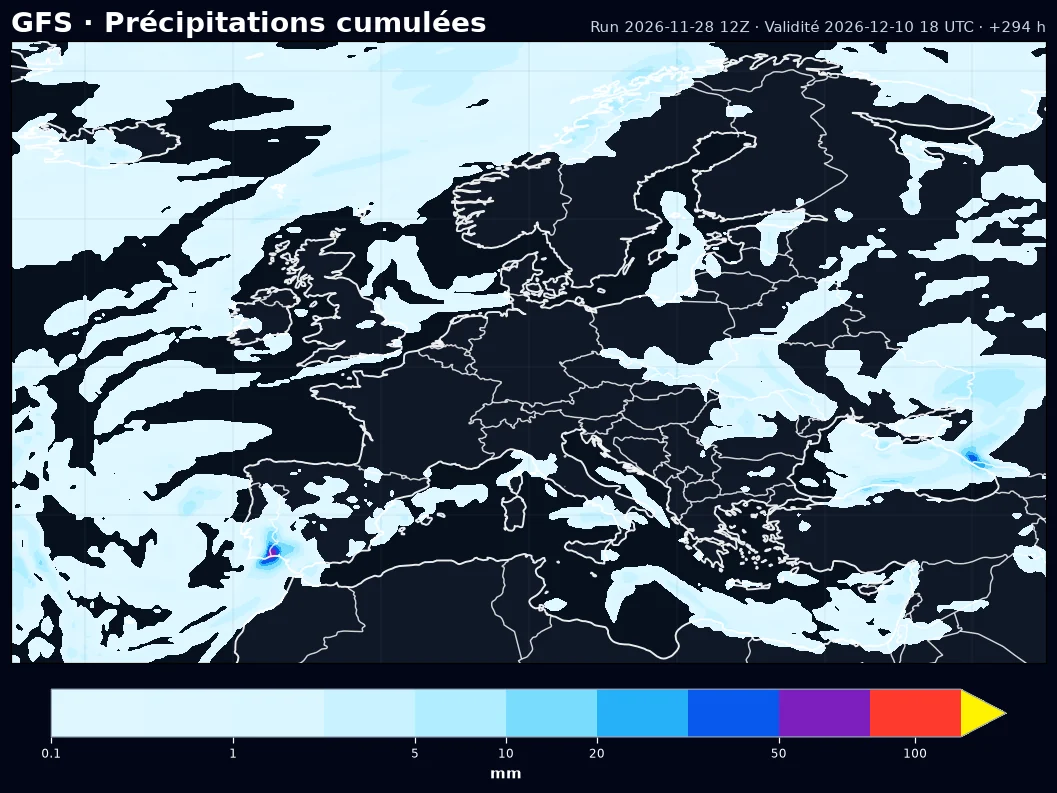 GFS · Précipitations cumulées
Run 2026-11-28 12Z · Validité 2026-12-10 18 UTC · +294 h
0.1 1 5 10 20 50 100
mm